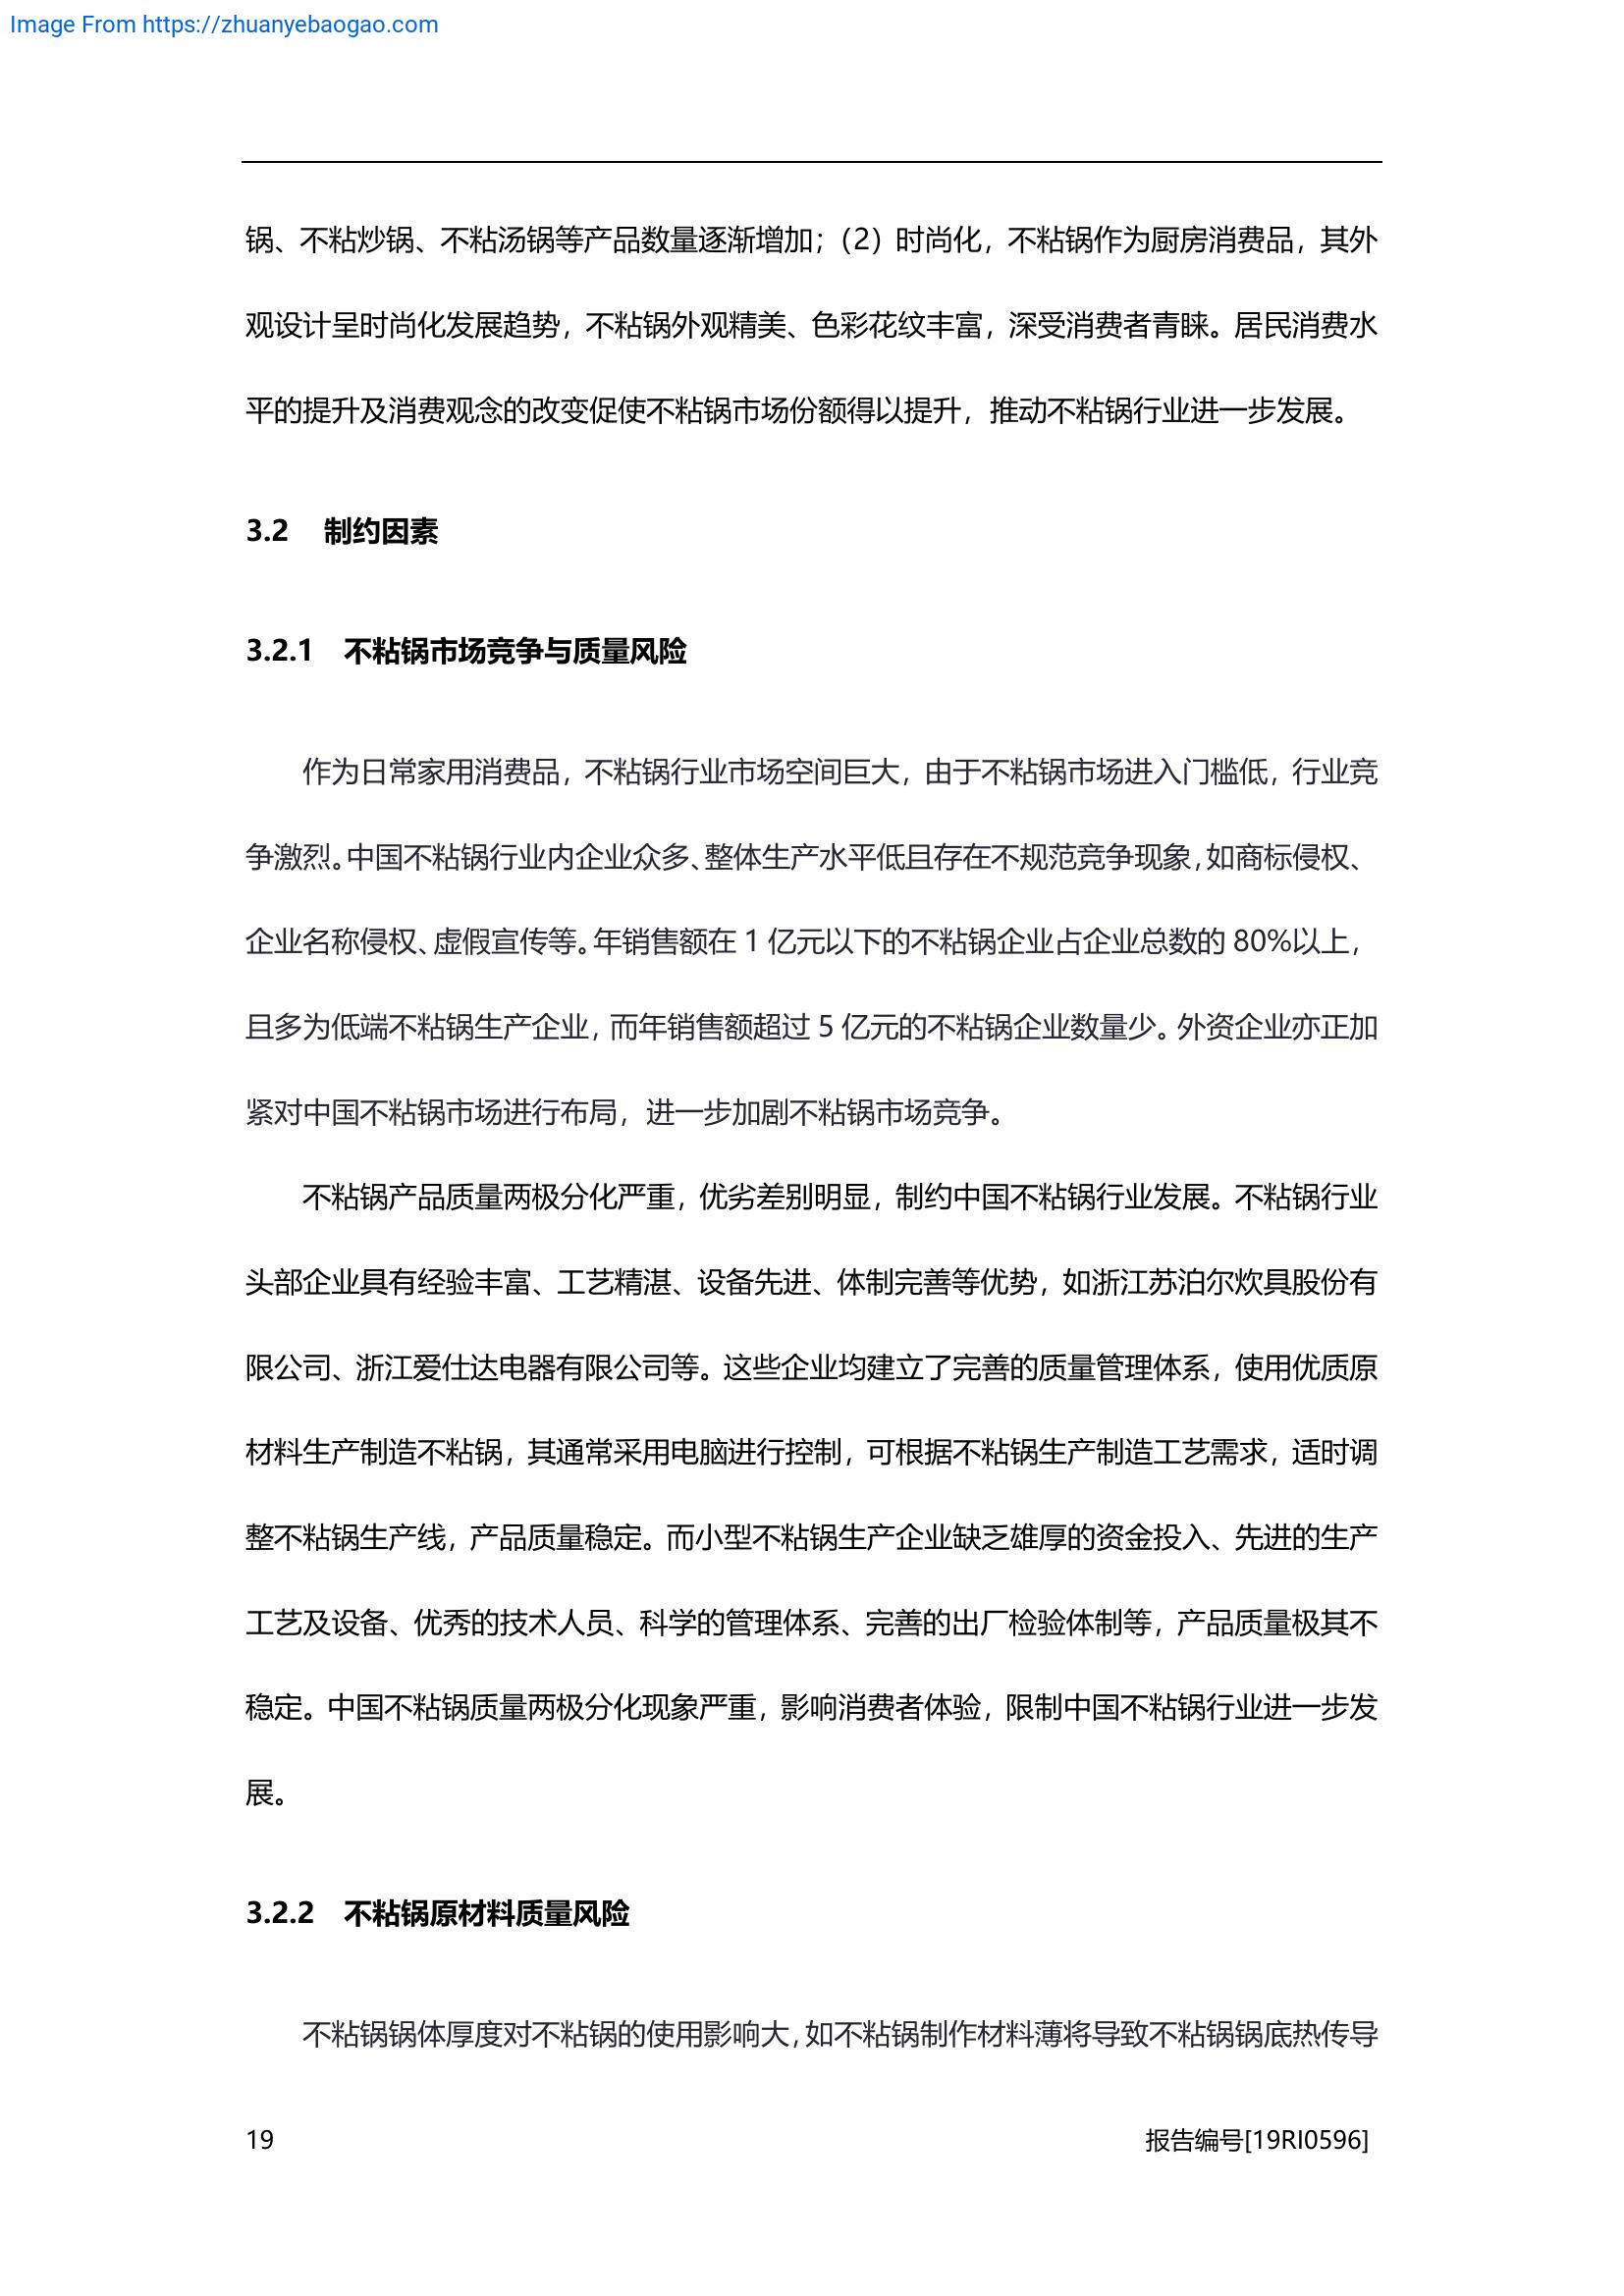 Image From https://zhuanyebaogao.com
锅、不粘炒锅、不粘汤锅等产品数量逐渐增加；（2）时尚化，不粘锅作为厨房消费品，其外
观设计呈时尚化发展趋势，不粘锅外观精美、色彩花纹丰富，深受消费者青睐。居民消费水
平的提升及消费观念的改变促使不粘锅市场份额得以提升，推动不粘锅行业进一步发展。
3.2 制约因素
3.2.1 不粘锅市场竞争与质量风险
作为日常家用消费品，不粘锅行业市场空间巨大，由于不粘锅市场进入门槛低，行业竞
争激烈。中国不粘锅行业内企业众多、整体生产水平低且存在不规范竞争现象，如商标侵权、
企业名称侵权、虚假宣传等。年销售额在 1 亿元以下的不粘锅企业占企业总数的 80%以上，
且多为低端不粘锅生产企业，而年销售额超过 5 亿元的不粘锅企业数量少。外资企业亦正加
紧对中国不粘锅市场进行布局，进一步加剧不粘锅市场竞争。
不粘锅产品质量两极分化严重，优劣差别明显，制约中国不粘锅行业发展。不粘锅行业
头部企业具有经验丰富、工艺精湛、设备先进、体制完善等优势，如浙江苏泊尔炊具股份有
限公司、浙江爱仕达电器有限公司等。这些企业均建立了完善的质量管理体系，使用优质原
材料生产制造不粘锅，其通常采用电脑进行控制，可根据不粘锅生产制造工艺需求，适时调
整不粘锅生产线，产品质量稳定。而小型不粘锅生产企业缺乏雄厚的资金投入、先进的生产
工艺及设备、优秀的技术人员、科学的管理体系、完善的出厂检验体制等，产品质量极其不
稳定。中国不粘锅质量两极分化现象严重，影响消费者体验，限制中国不粘锅行业进一步发
展。
3.2.2 不粘锅原材料质量风险
不粘锅锅体厚度对不粘锅的使用影响大，如不粘锅制作材料薄将导致不粘锅锅底热传导
19
报告编号[19RI0596]